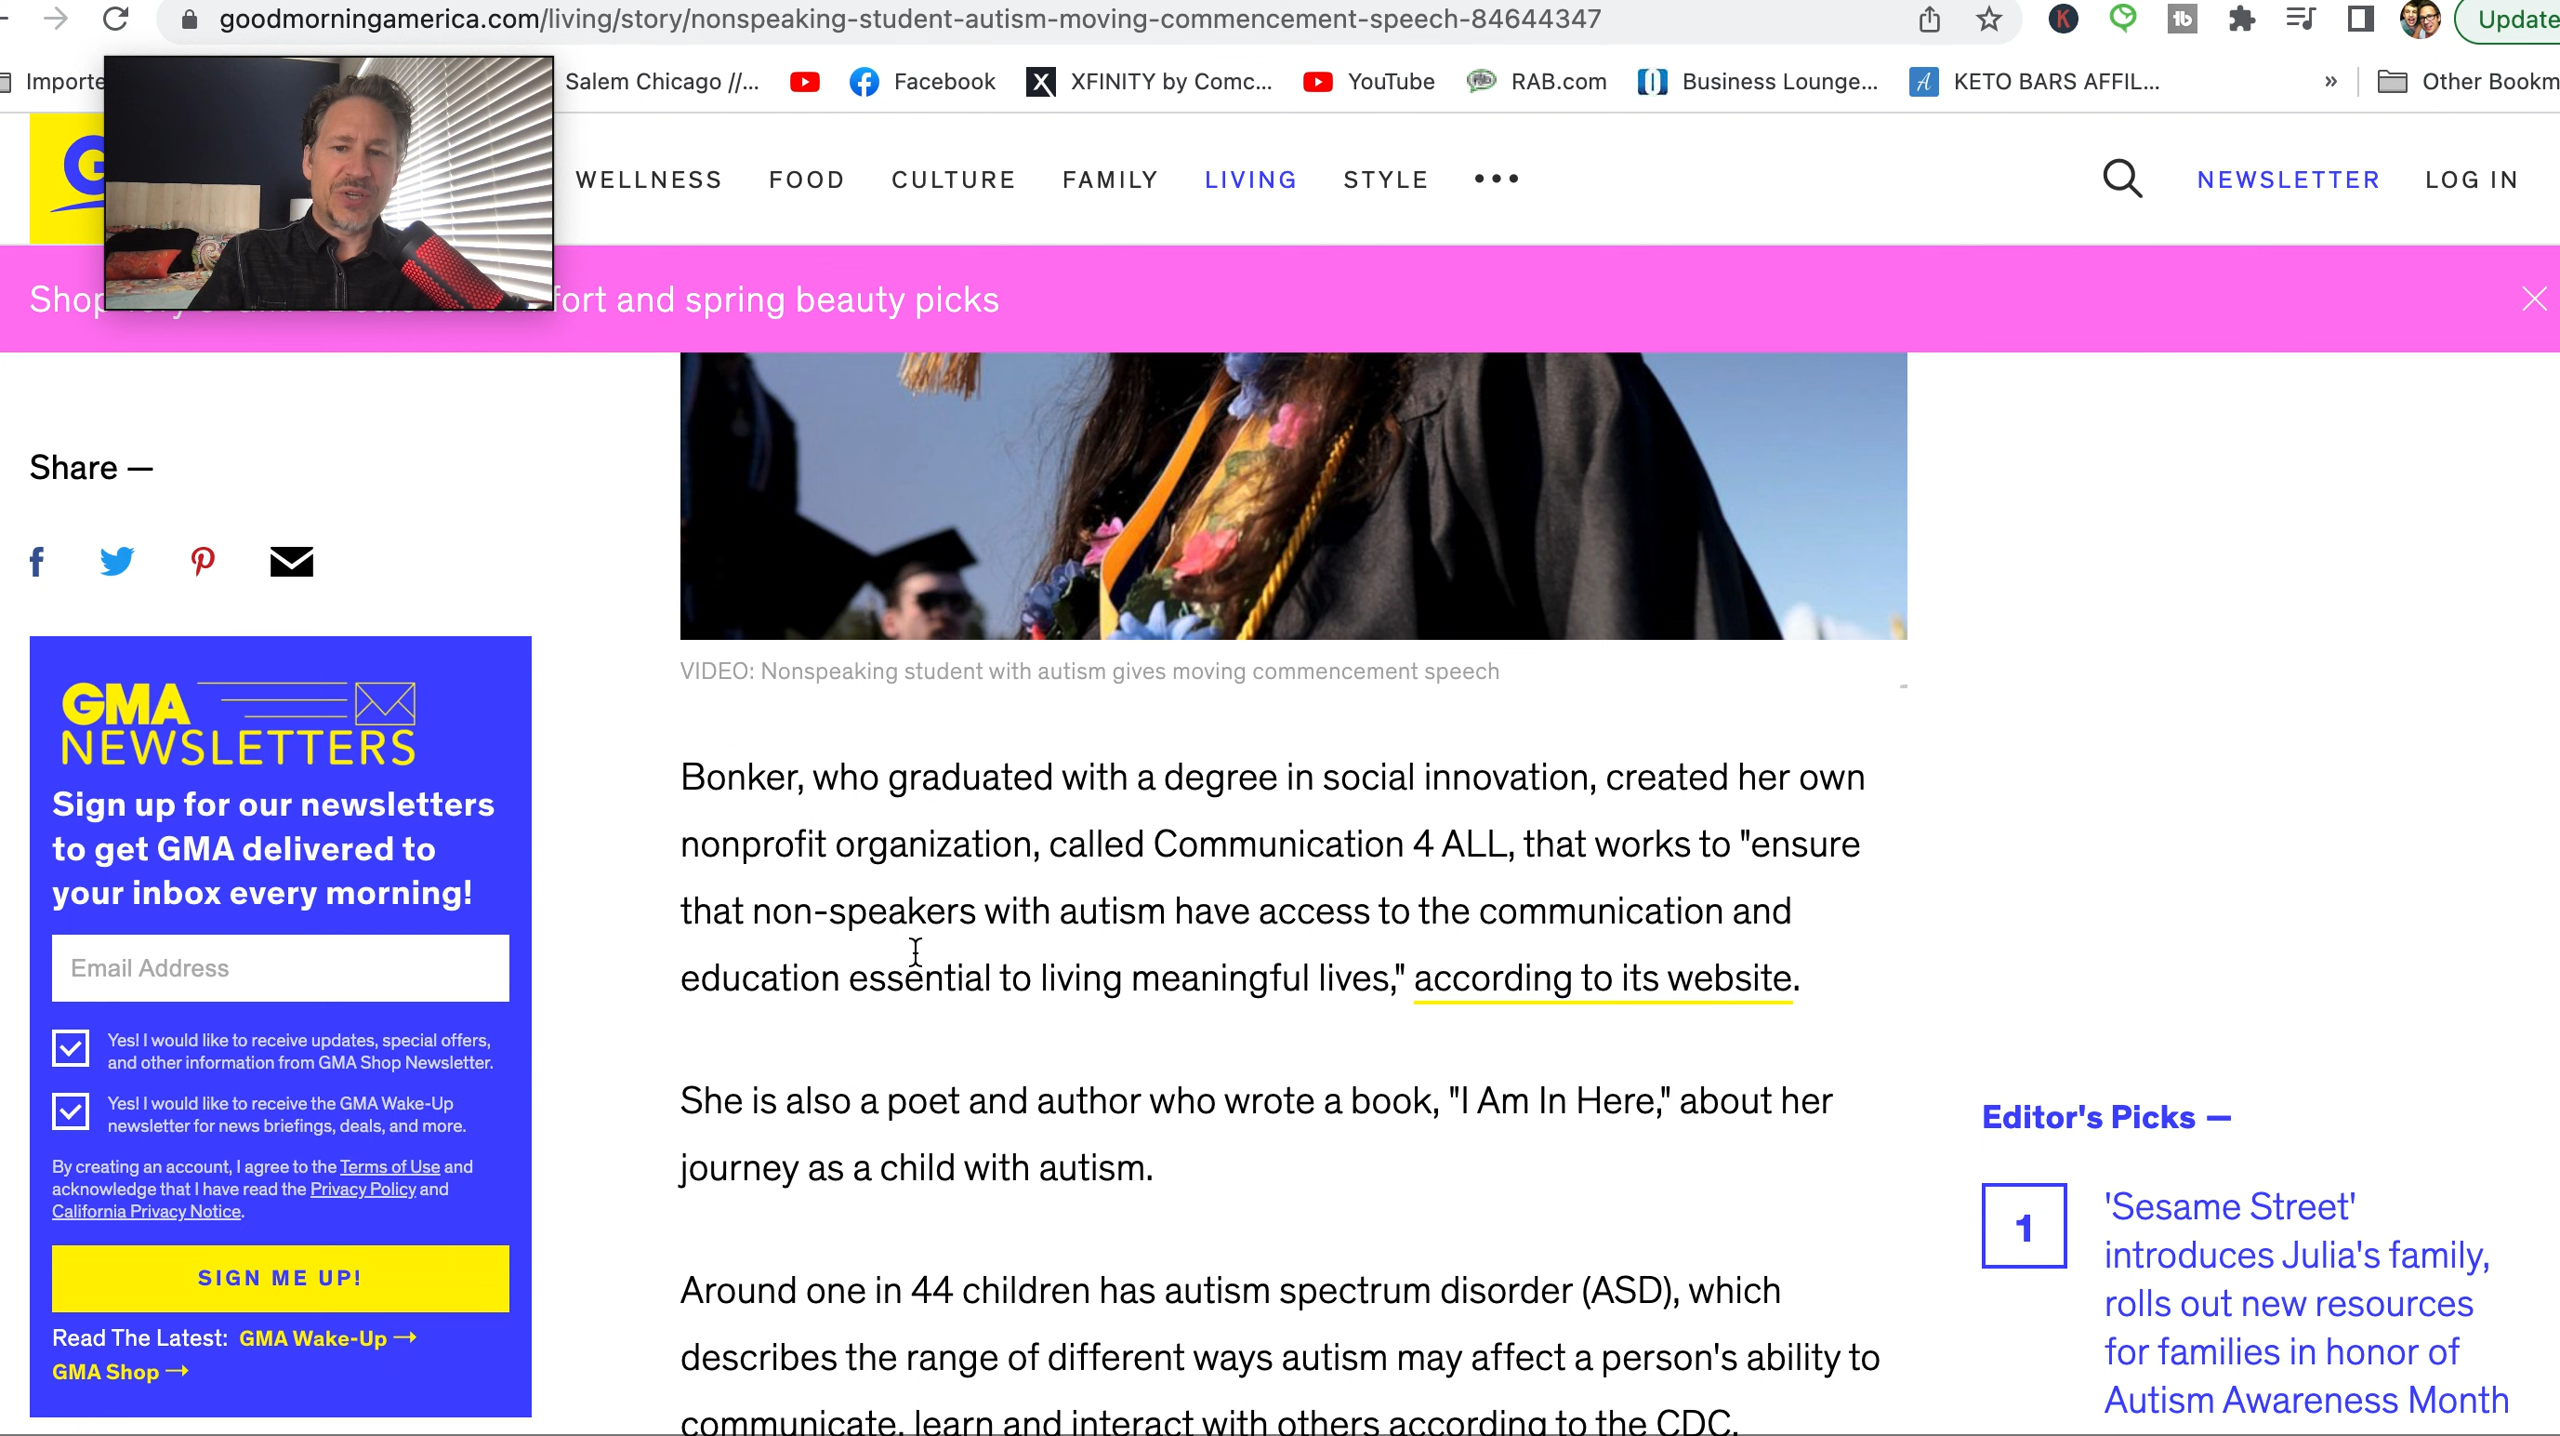 goodmorningamerica.com/living/story/nonspeaking-student-autism-moving-commencement-speech-84644347
Update
Salem Chicago //...
Facebook
XFINITY by Comc...
YouTube
RAB.com
Business Lounge...
KETO BARS AFFIL...
»
WELLNESS FOOD CULTURE FAMILY LIVING STYLE •••
NEWSLETTER LOG IN
and spring beauty picks
Share —
VIDEO: Nonspeaking student with autism gives moving commencement speech
Bonker, who graduated with a degree in social innovation, created her own
nonprofit organization, called Communication 4 ALL, that works to "ensure
that non-speakers with autism have access to the communication and
education essential to living meaningful lives," according to its website.
She is also a poet and author who wrote a book, "I Am In Here," about her
journey as a child with autism.
Around one in 44 children has autism spectrum disorder (ASD), which
describes the range of different ways autism may affect a person's ability to
communicate, learn and interact with others according to the CDC.
GMA
NEWSLETTERS
Sign up for our newsletters
to get GMA delivered to
your inbox every morning!
Email Address
Yes! I would like to receive updates, special offers,
and other information from GMA Shop Newsletter.
Yes! I would like to receive the GMA Wake-Up
newsletter for news briefings, deals, and more.
By creating an account, I agree to the Terms of Use and
acknowledge that I have read the Privacy Policy and
California Privacy Notice.
SIGN ME UP!
Read The Latest: GMA Wake-Up →
GMA Shop →
Editor's Picks —
1
'Sesame Street'
introduces Julia's family,
rolls out new resources
for families in honor of
Autism Awareness Month